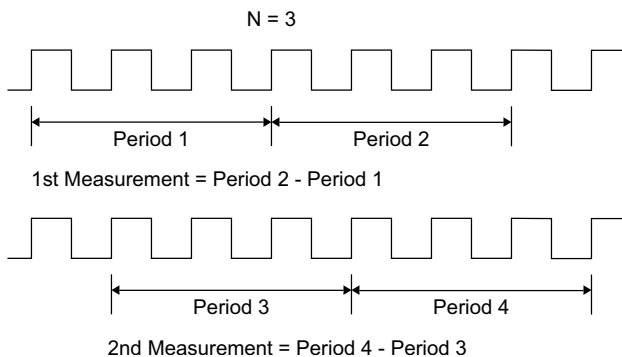 N = 3
Period 1
Period 2
1st Measurement = Period 2 - Period 1
Period 3
Period 4
2nd Measurement = Period 4 - Period 3